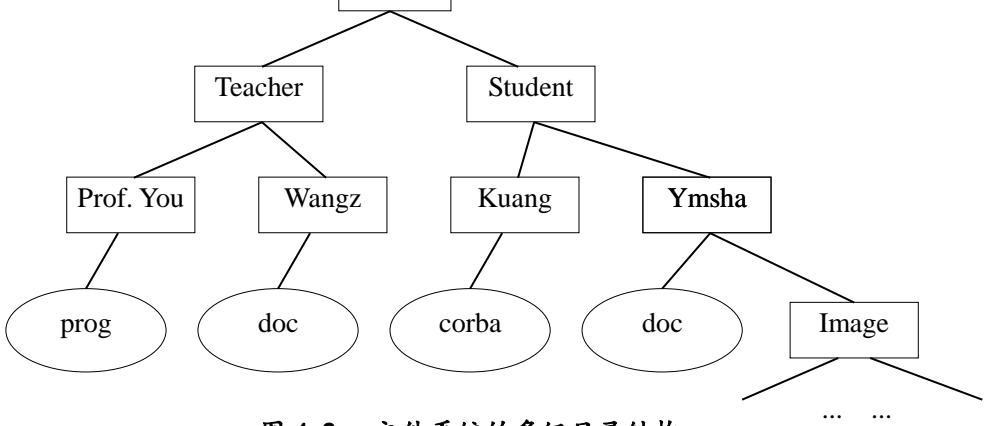 Teacher Student
Prof. You Wangz Kuang Ymsha
prog doc corba doc Image
... ...